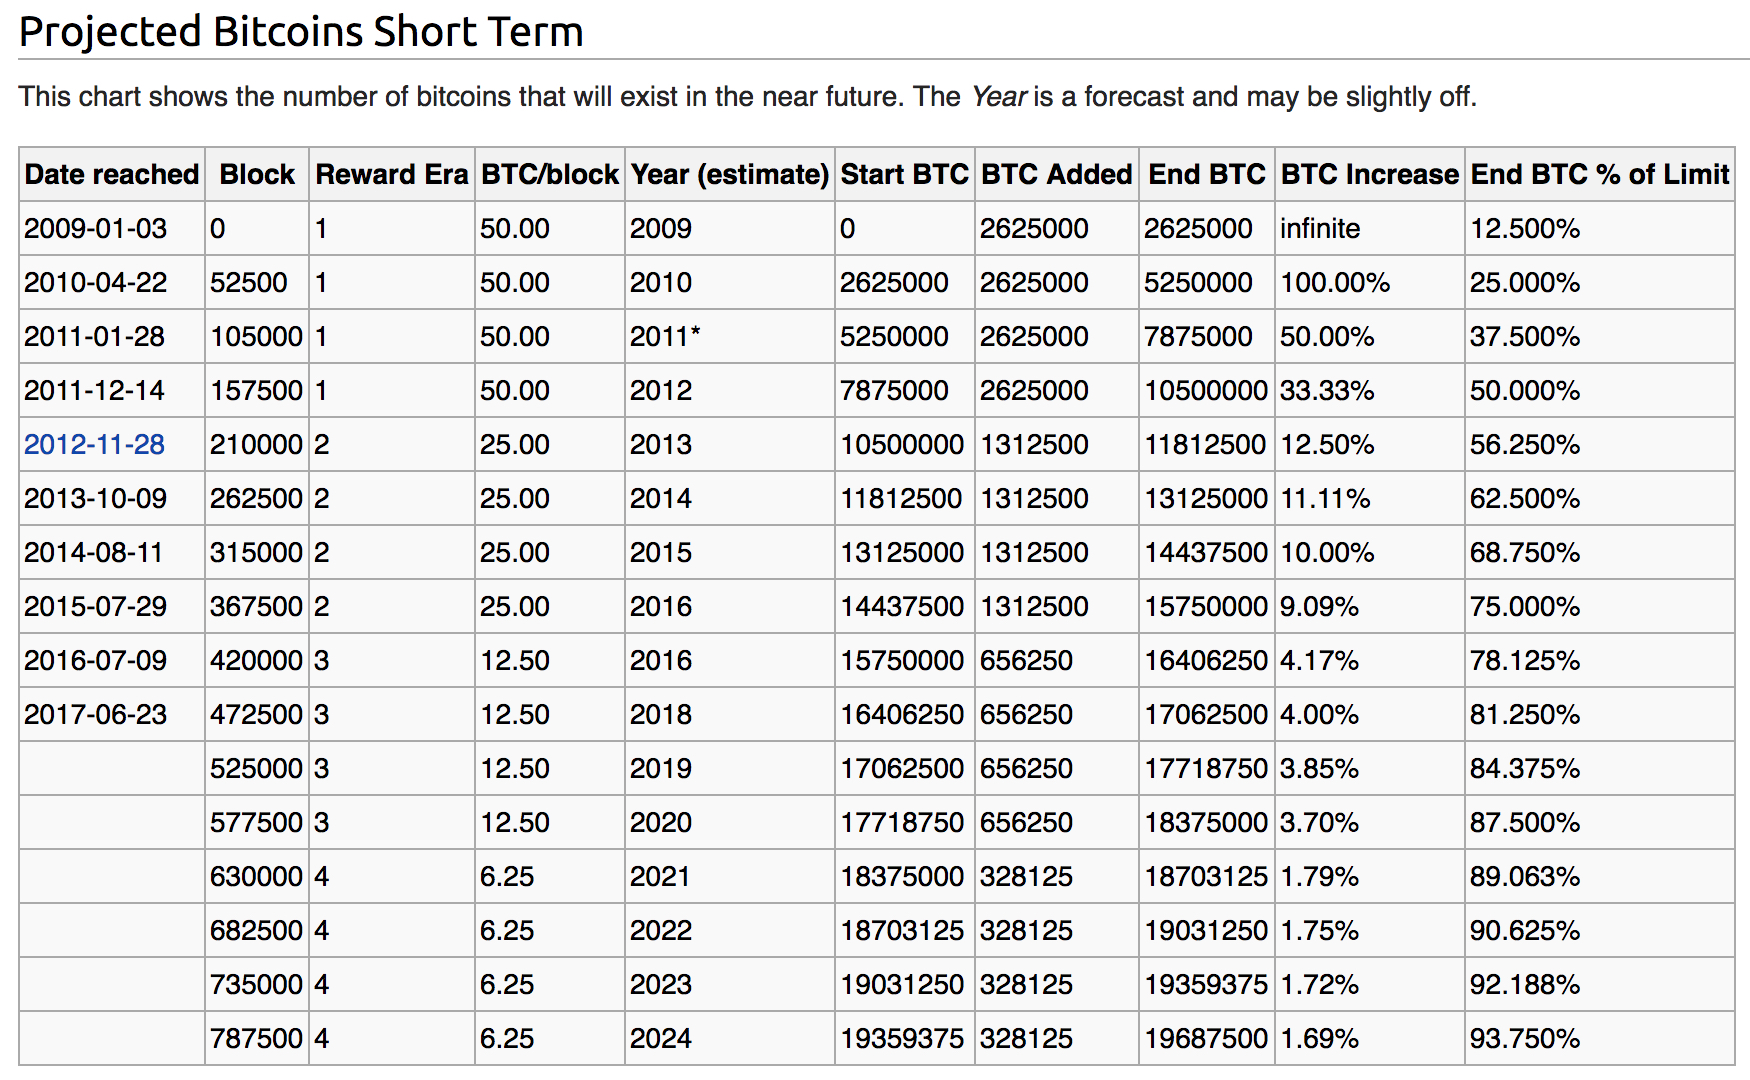 Projected Bitcoins Short Term
This chart shows the number of bitcoins that will exist in the near future. The Year is a forecast and may be slightly off.
Date reached Block Reward Era BTC/block Year (estimate) Start BTC BTC Added End BTC BTC Increase End BTC % of Limit
2009-01-03 0 1 50.00 2009 0 2625000 2625000 infinite 12.500%
2010-04-22 52500 1 50.00 2010 2625000 2625000 5250000 100.00% 25.000%
2011-01-28 105000 1 50.00 2011* 5250000 2625000 7875000 50.00% 37.500%
2011-12-14 157500 1 50.00 2012 7875000 2625000 10500000 33.33% 50.000%
2012-11-28 210000 2 25.00 2013 10500000 1312500 11812500 12.50% 56.250%
2013-10-09 262500 2 25.00 2014 11812500 1312500 13125000 11.11% 62.500%
2014-08-11 315000 2 25.00 2015 13125000 1312500 14437500 10.00% 68.750%
2015-07-29 367500 2 25.00 2016 14437500 1312500 15750000 9.09% 75.000%
2016-07-09 420000 3 12.50 2016 15750000 656250 16406250 4.17% 78.125%
2017-06-23 472500 3 12.50 2018 16406250 656250 17062500 4.00% 81.250%
525000 3 12.50 2019 17062500 656250 17718750 3.85% 84.375%
577500 3 12.50 2020 17718750 656250 18375000 3.70% 87.500%
630000 4 6.25 2021 18375000 328125 18703125 1.79% 89.063%
682500 4 6.25 2022 18703125 328125 19031250 1.75% 90.625%
735000 4 6.25 2023 19031250 328125 19359375 1.72% 92.188%
787500 4 6.25 2024 19359375 328125 19687500 1.69% 93.750%